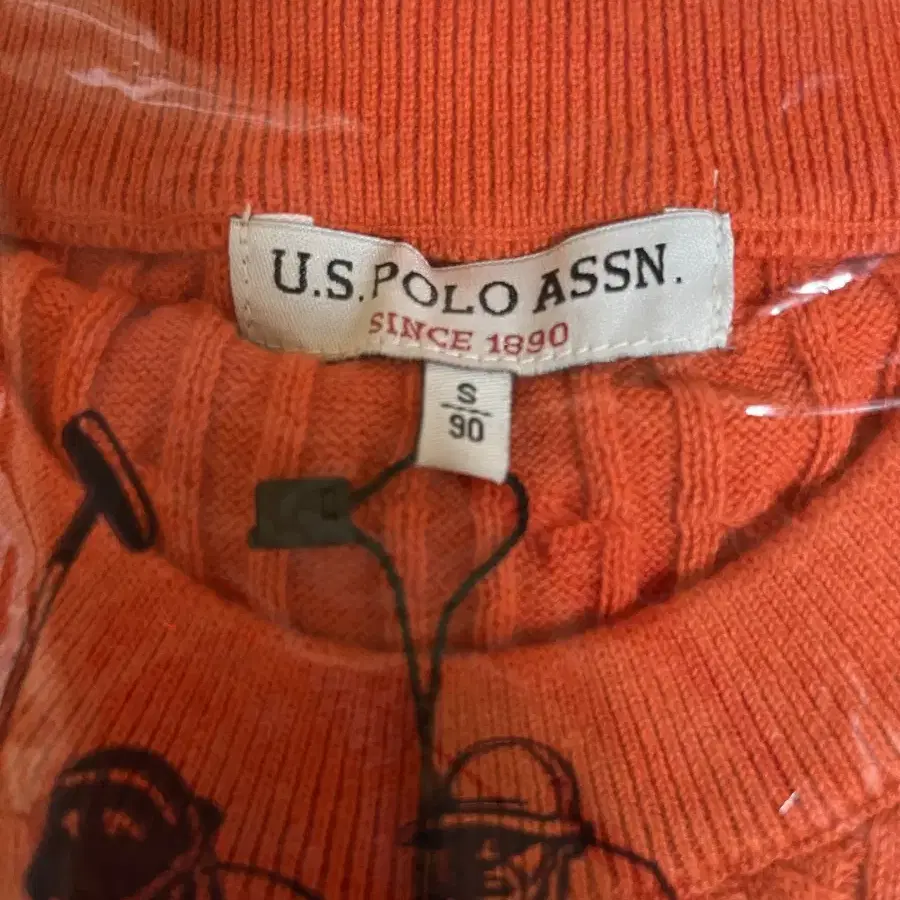 U.S. POLO ASSN.
SINCE 1890
S
90